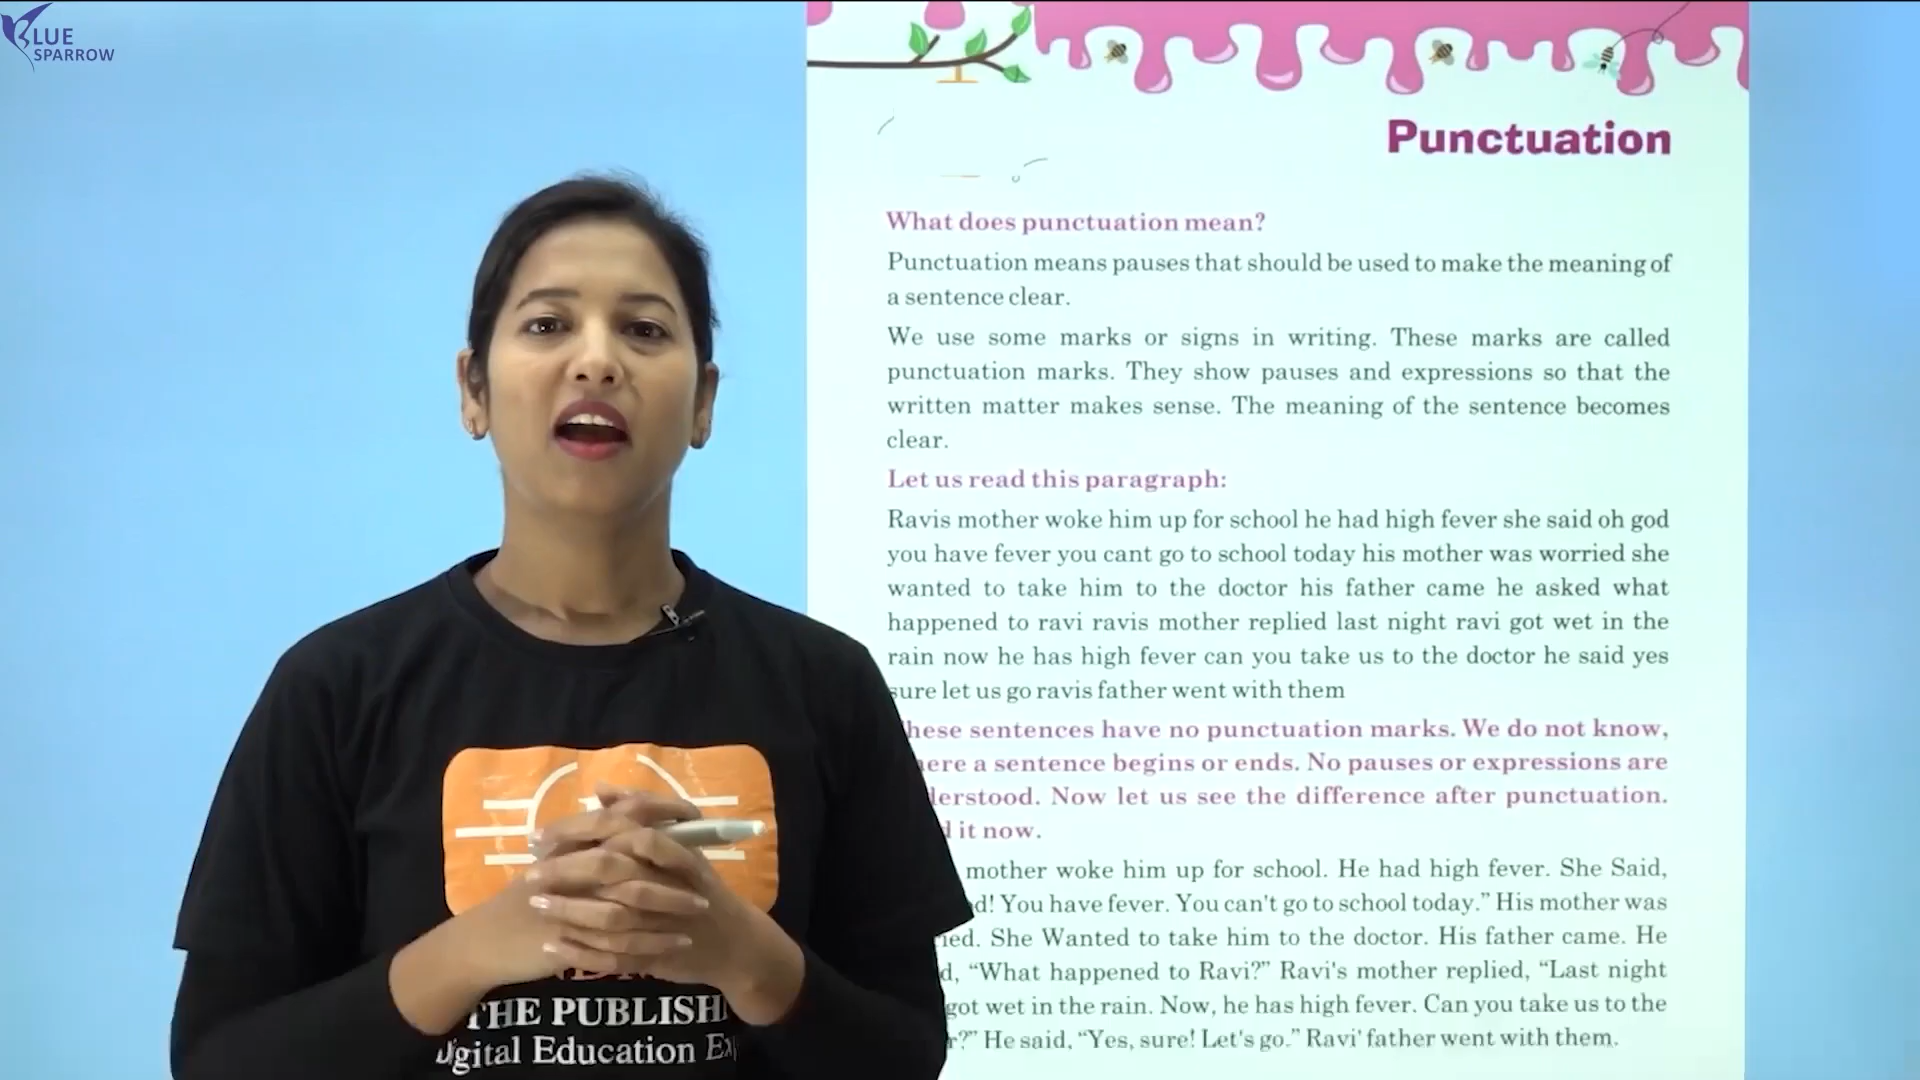 BLUE
SPARROW
Punctuation
What does punctuation mean?
Punctuation means pauses that should be used to make the meaning of
a sentence clear.
We use some marks or signs in writing. These marks are called
punctuation marks. They show pauses and expressions so that the
written matter makes sense. The meaning of the sentence becomes
clear.
Let us read this paragraph:
Ravis mother woke him up for school he had high fever she said oh god
you have fever you cant go to school today his mother was worried she
wanted to take him to the doctor his father came he asked what
happened to ravi ravis mother replied last night ravi got wet in the
rain now he has high fever can you take us to the doctor he said yes
sure let us go ravis father went with them
hese sentences have no punctuation marks. We do not know,
ere a sentence begins or ends. No pauses or expressions are
derstood. Now let us see the difference after punctuation.
d it now.
mother woke him up for school. He had high fever. She Said,
d! You have fever. You can't go to school today.” His mother was
ried. She Wanted to take him to the doctor. His father came. He
d, “What happened to Ravi?” Ravi's mother replied, “Last night
got wet in the rain. Now, he has high fever. Can you take us to the
r?” He said, “Yes, sure! Let's go.” Ravi' father went with them.
THE PUBLISH
Digital Education Ex